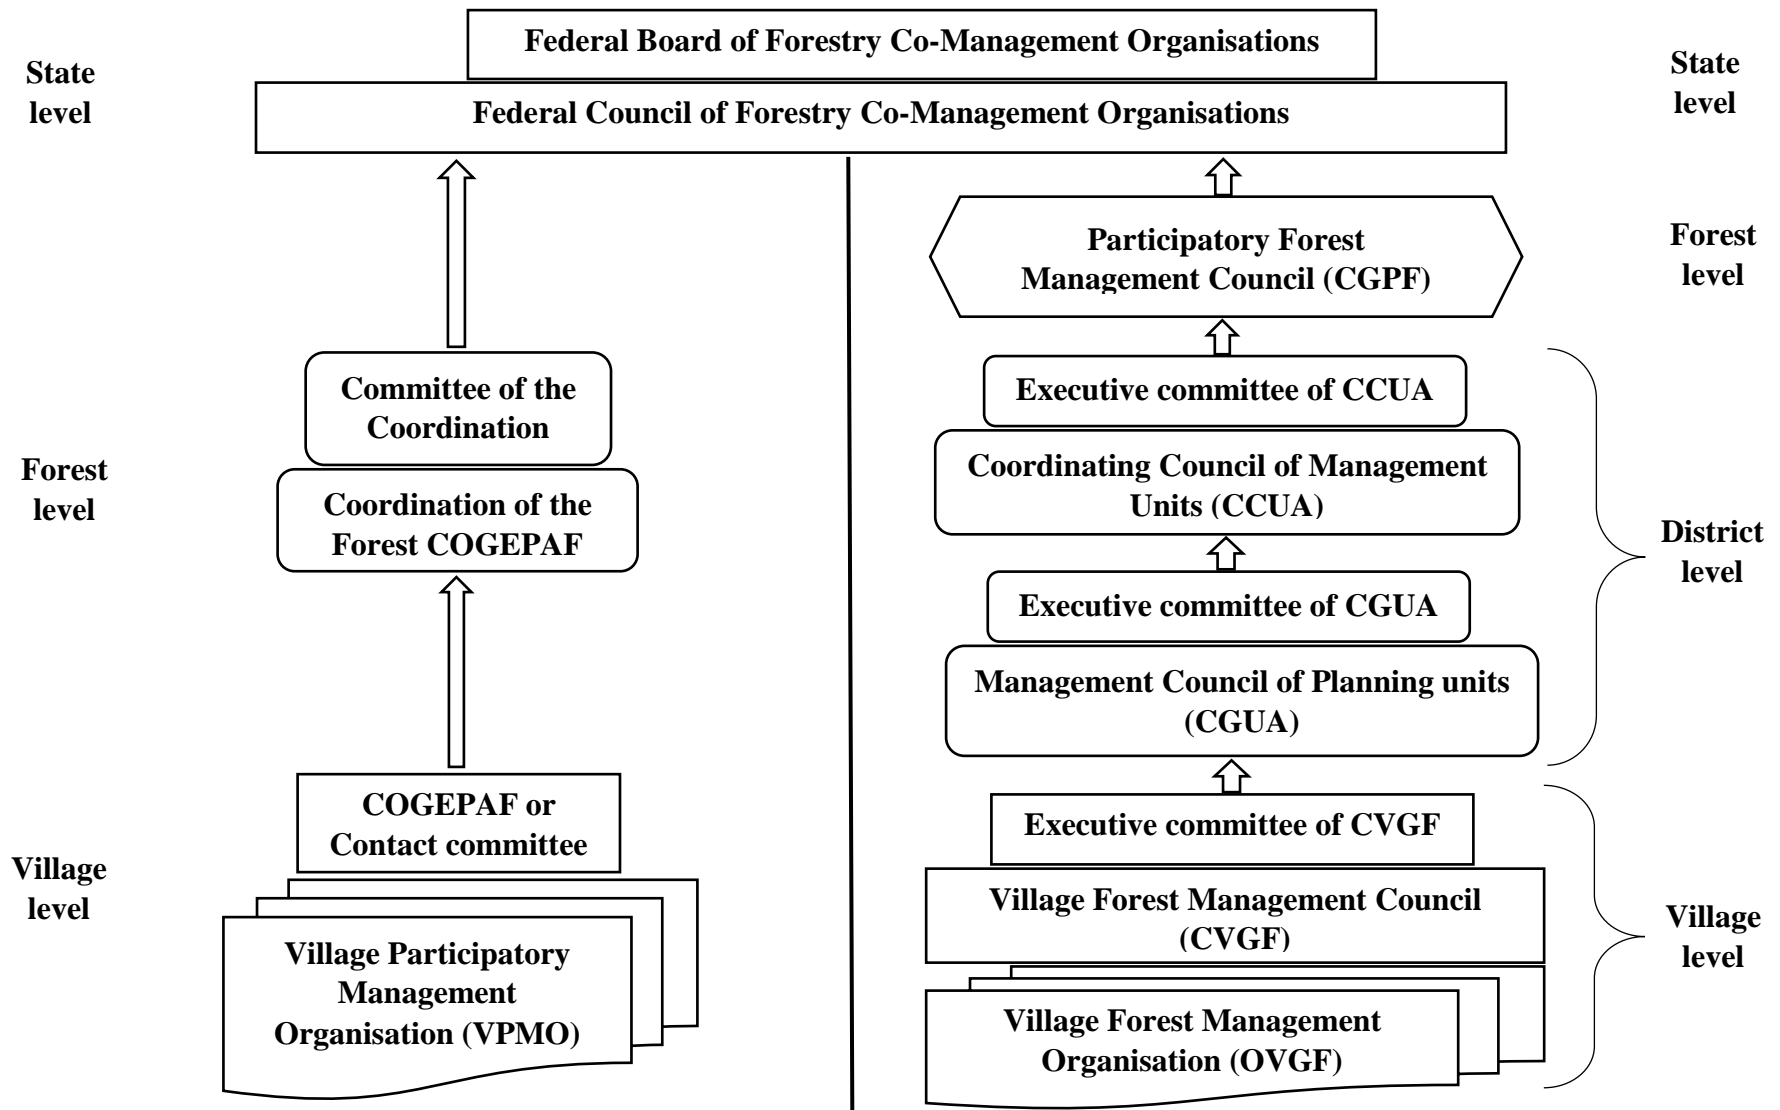 Federal Board of Forestry Co-Management Organisations
State
level
State
level
Federal Council of Forestry Co-Management Organisations
Committee of the
Coordination
Forest
level
Coordination of the
Forest COGEPAF
COGEPAF or
Contact committee
Village
level
Village Participatory
Management
Organisation (VPMO)
Participatory Forest
Management Council (CGPF)
Forest
level
Executive committee of CCUA
Coordinating Council of Management
Units (CCUA)
District
level
Executive committee of CGUA
Management Council of Planning units
(CGUA)
Executive committee of CVGF
Village Forest Management Council
(CVGF)
Village
level
Village Forest Management
Organisation (OVGF)